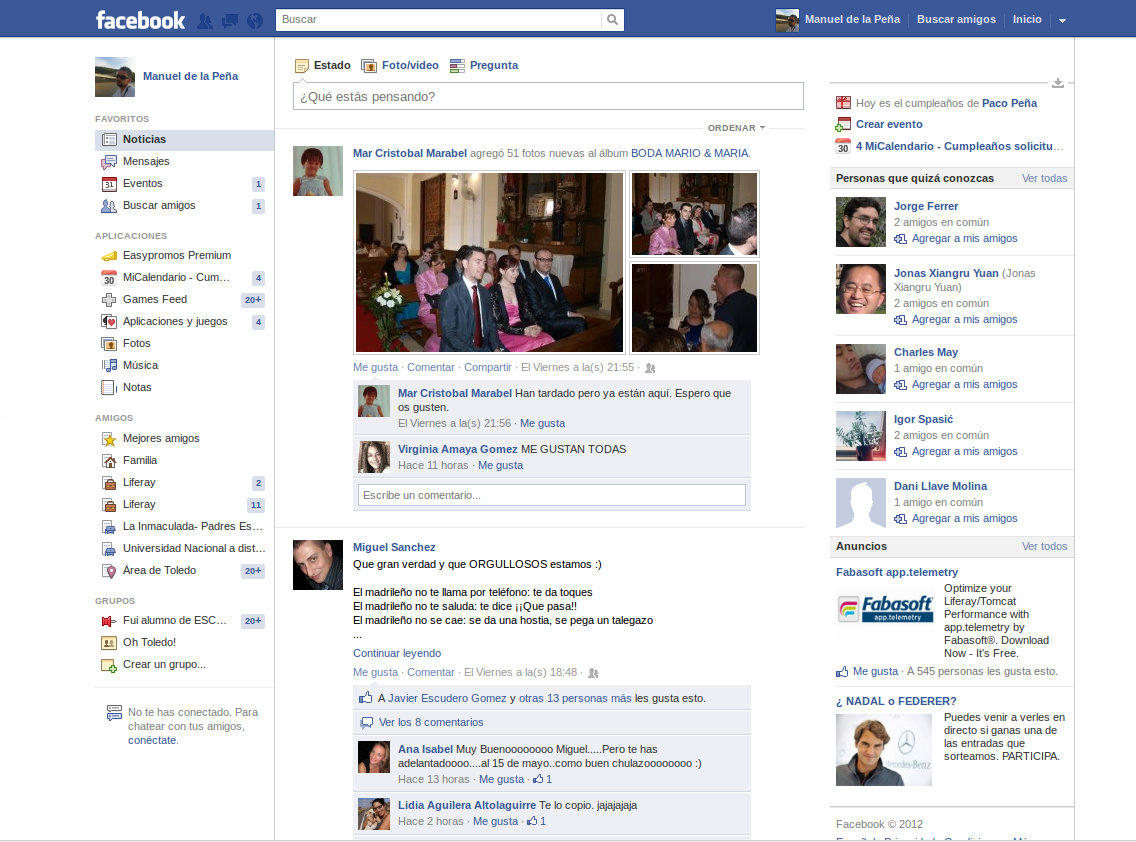 facebook
Buscar
Manuel de la Peña
Buscar amigos
Inicio
Manuel de la Peña
FAVORITOS
Noticias
Mensajes
Eventos 1
Buscar amigos 1
APLICACIONES
Easypromos Premium
30 MiCalendario - Cum... 4
Games Feed 20+
Aplicaciones y juegos 4
Fotos
Música
Notas
AMIGOS
Mejores amigos
Familia
Liferay 2
Liferay 11
La Inmaculada- Padres Es...
Universidad Nacional a dist...
Área de Toledo 20+
GRUPOS
Fui alumno de ESC... 20+
Oh Toledo!
Crear un grupo...
No te has conectado. Para
chatear con tus amigos,
conéctate.
Estado Foto/video Pregunta
¿Qué estás pensando?
ORDENAR
Mar Cristobal Marabel agregó 51 fotos nuevas al álbum BODA MARIO & MARIA.
Me gusta · Comentar · Compartir · El Viernes a la(s) 21:55 ·
Mar Cristobal Marabel Han tardado pero ya están aquí. Espero que
os gusten.
El Viernes a la(s) 21:56 · Me gusta
Virginia Amaya Gomez ME GUSTAN TODAS
Hace 11 horas · Me gusta
Escribe un comentario...
Miguel Sanchez
Que gran verdad y que ORGULLOSOS estamos :)
El madrileño no te llama por teléfono: te da toques
El madrileño no te saluda: te dice ¡¡Que pasa!!
El madrileño no se cae: se da una hostia, se pega un talegazo
...
Continuar leyendo
Me gusta · Comentar · El Viernes a la(s) 18:48 ·
A Javier Escudero Gomez y otras 13 personas más les gusta esto.
Ver los 8 comentarios
Ana Isabel Muy Buenoooooooo Miguel.....Pero te has
adelantadoooo....al 15 de mayo..como buen chulazoooooooo :)
Hace 13 horas · Me gusta · 1
Lidia Aguilera Altolaguirre Te lo copio. jajajajaja
Hace 2 horas · Me gusta · 1
Hoy es el cumpleaños de Paco Peña
Crear evento
30 4 MiCalendario - Cumpleaños solicitu...
Personas que quizá conozcas Ver todas
Jorge Ferrer
2 amigos en común
Agregar a mis amigos
Jonas Xiangru Yuan (Jonas
Xiangru Yuan)
2 amigos en común
Agregar a mis amigos
Charles May
1 amigo en común
Agregar a mis amigos
Igor Spasić
2 amigos en común
Agregar a mis amigos
Dani Llave Molina
1 amigo en común
Agregar a mis amigos
Anuncios Ver todos
Fabasoft app.telemetry
Fabasoft
app.telemetry
Optimize your
Liferay/Tomcat
Performance with
app.telemetry by
Fabasoft®. Download
Now - It's Free.
Me gusta · A 545 personas les gusta esto.
¿ NADAL o FEDERER?
Mercedes-Benz
Puedes venir a verles en
directo si ganas una de
las entradas que
sorteamos. PARTICIPA.
Facebook © 2012